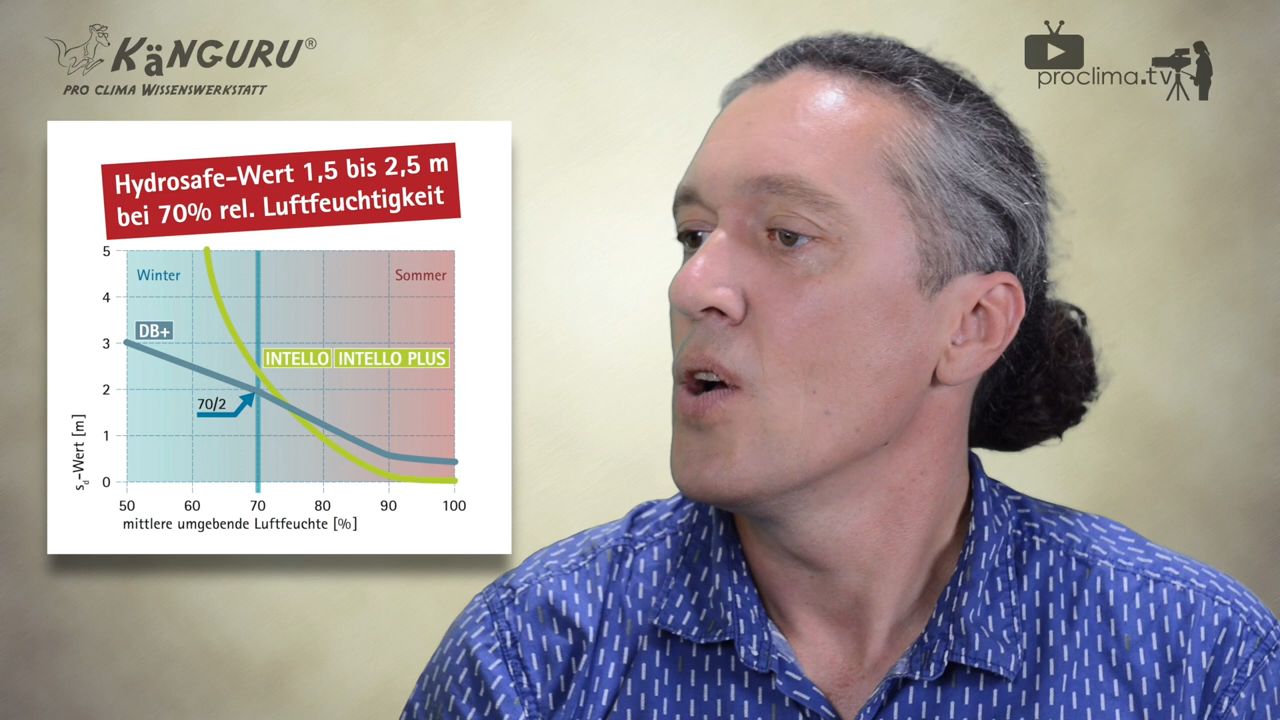 KäNGURU®
PRO CLIMA WISSENSWERKSTATT
proclima.tv
Hydrosafe-Wert 1,5 bis 2,5 m
bei 70% rel. Luftfeuchtigkeit
5
Winter
Sommer
4
3
DB+
INTELLO INTELLO PLUS
2
70/2
1
0
sd-Wert [m]
50 60 70 80 90 100
mittlere umgebende Luftfeuchte [%]